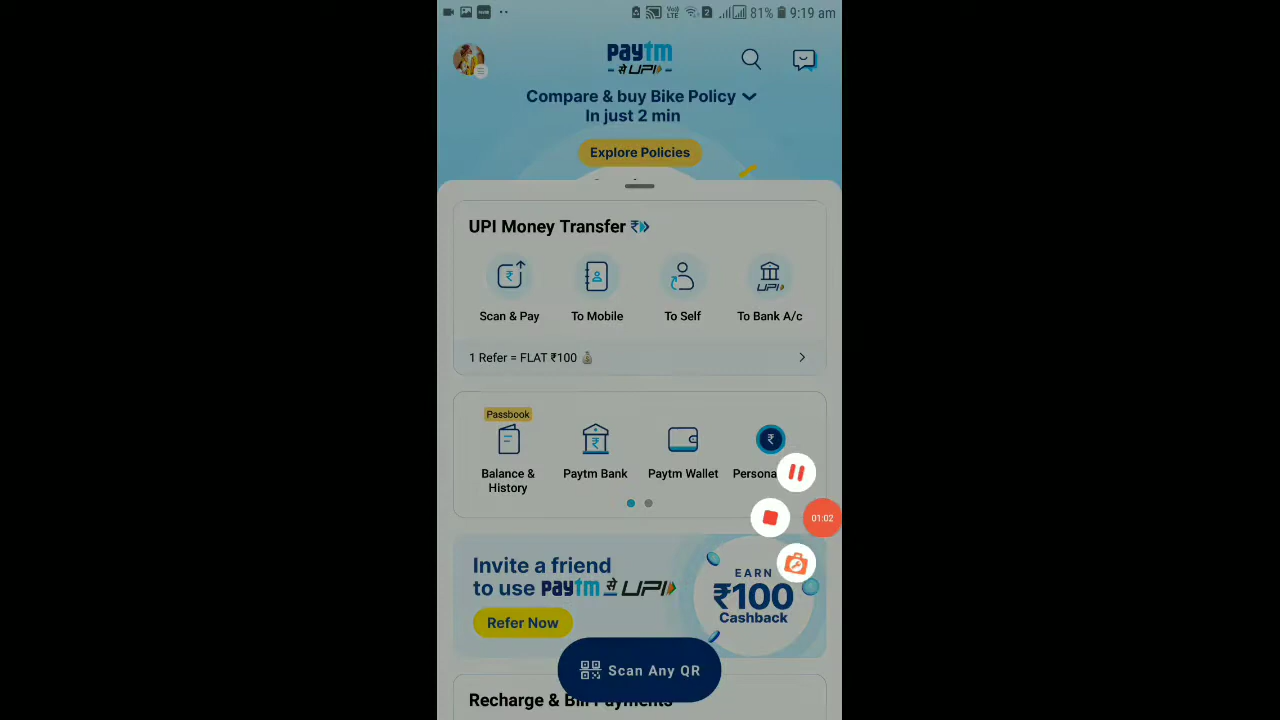 VoLTE 2 81% 9:19 am
paytm
से UPI
Compare & buy Bike Policy
In just 2 min
Explore Policies
UPI Money Transfer ₹
₹
UPI
Scan & Pay To Mobile To Self To Bank A/c
1 Refer = FLAT ₹100
Passbook
₹ ₹
Balance & History Paytm Bank Paytm Wallet Persona
01:02
Invite a friend
to use paytm से UPI
Refer Now
EARN
₹100
Cashback
Scan Any QR
Recharge & Bill Payments